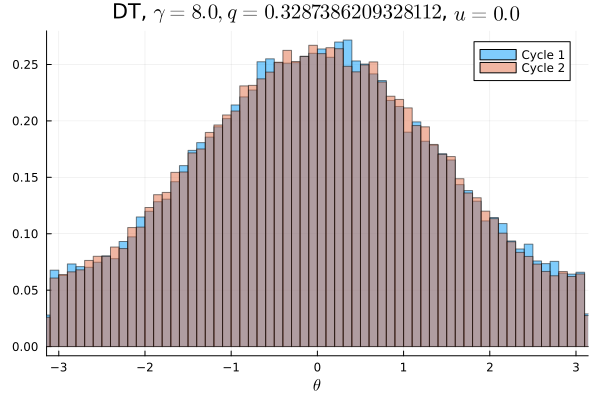 DT, γ = 8.0, q = 0.3287386209328112, u = 0.0
Cycle 1
Cycle 2
0.25
0.20
0.15
0.10
0.05
0.00
−3 −2 −1 0 1 2 3
θ